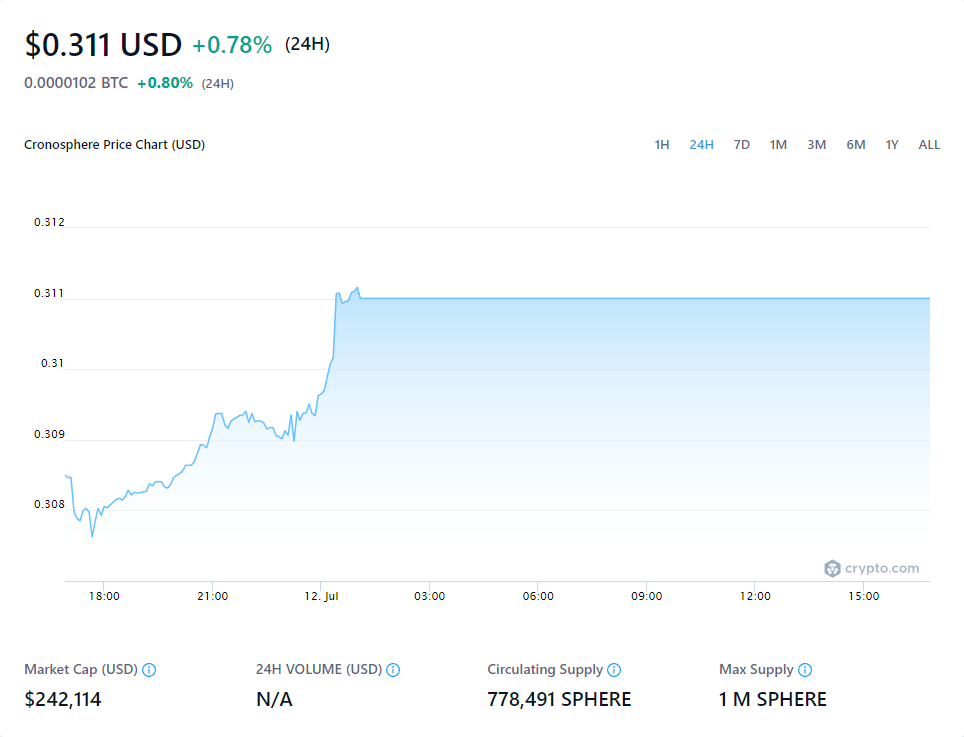 $0.311 USD +0.78% (24H)
0.0000102 BTC +0.80% (24H)
Cronosphere Price Chart (USD) 1H 24H 7D 1M 3M 6M 1Y ALL
0.312
0.311
0.31
0.309
0.308
crypto.com
18:00 21:00 12. Jul 03:00 06:00 09:00 12:00 15:00
Market Cap (USD) 24H VOLUME (USD) Circulating Supply Max Supply
$242,114 N/A 778,491 SPHERE 1 M SPHERE